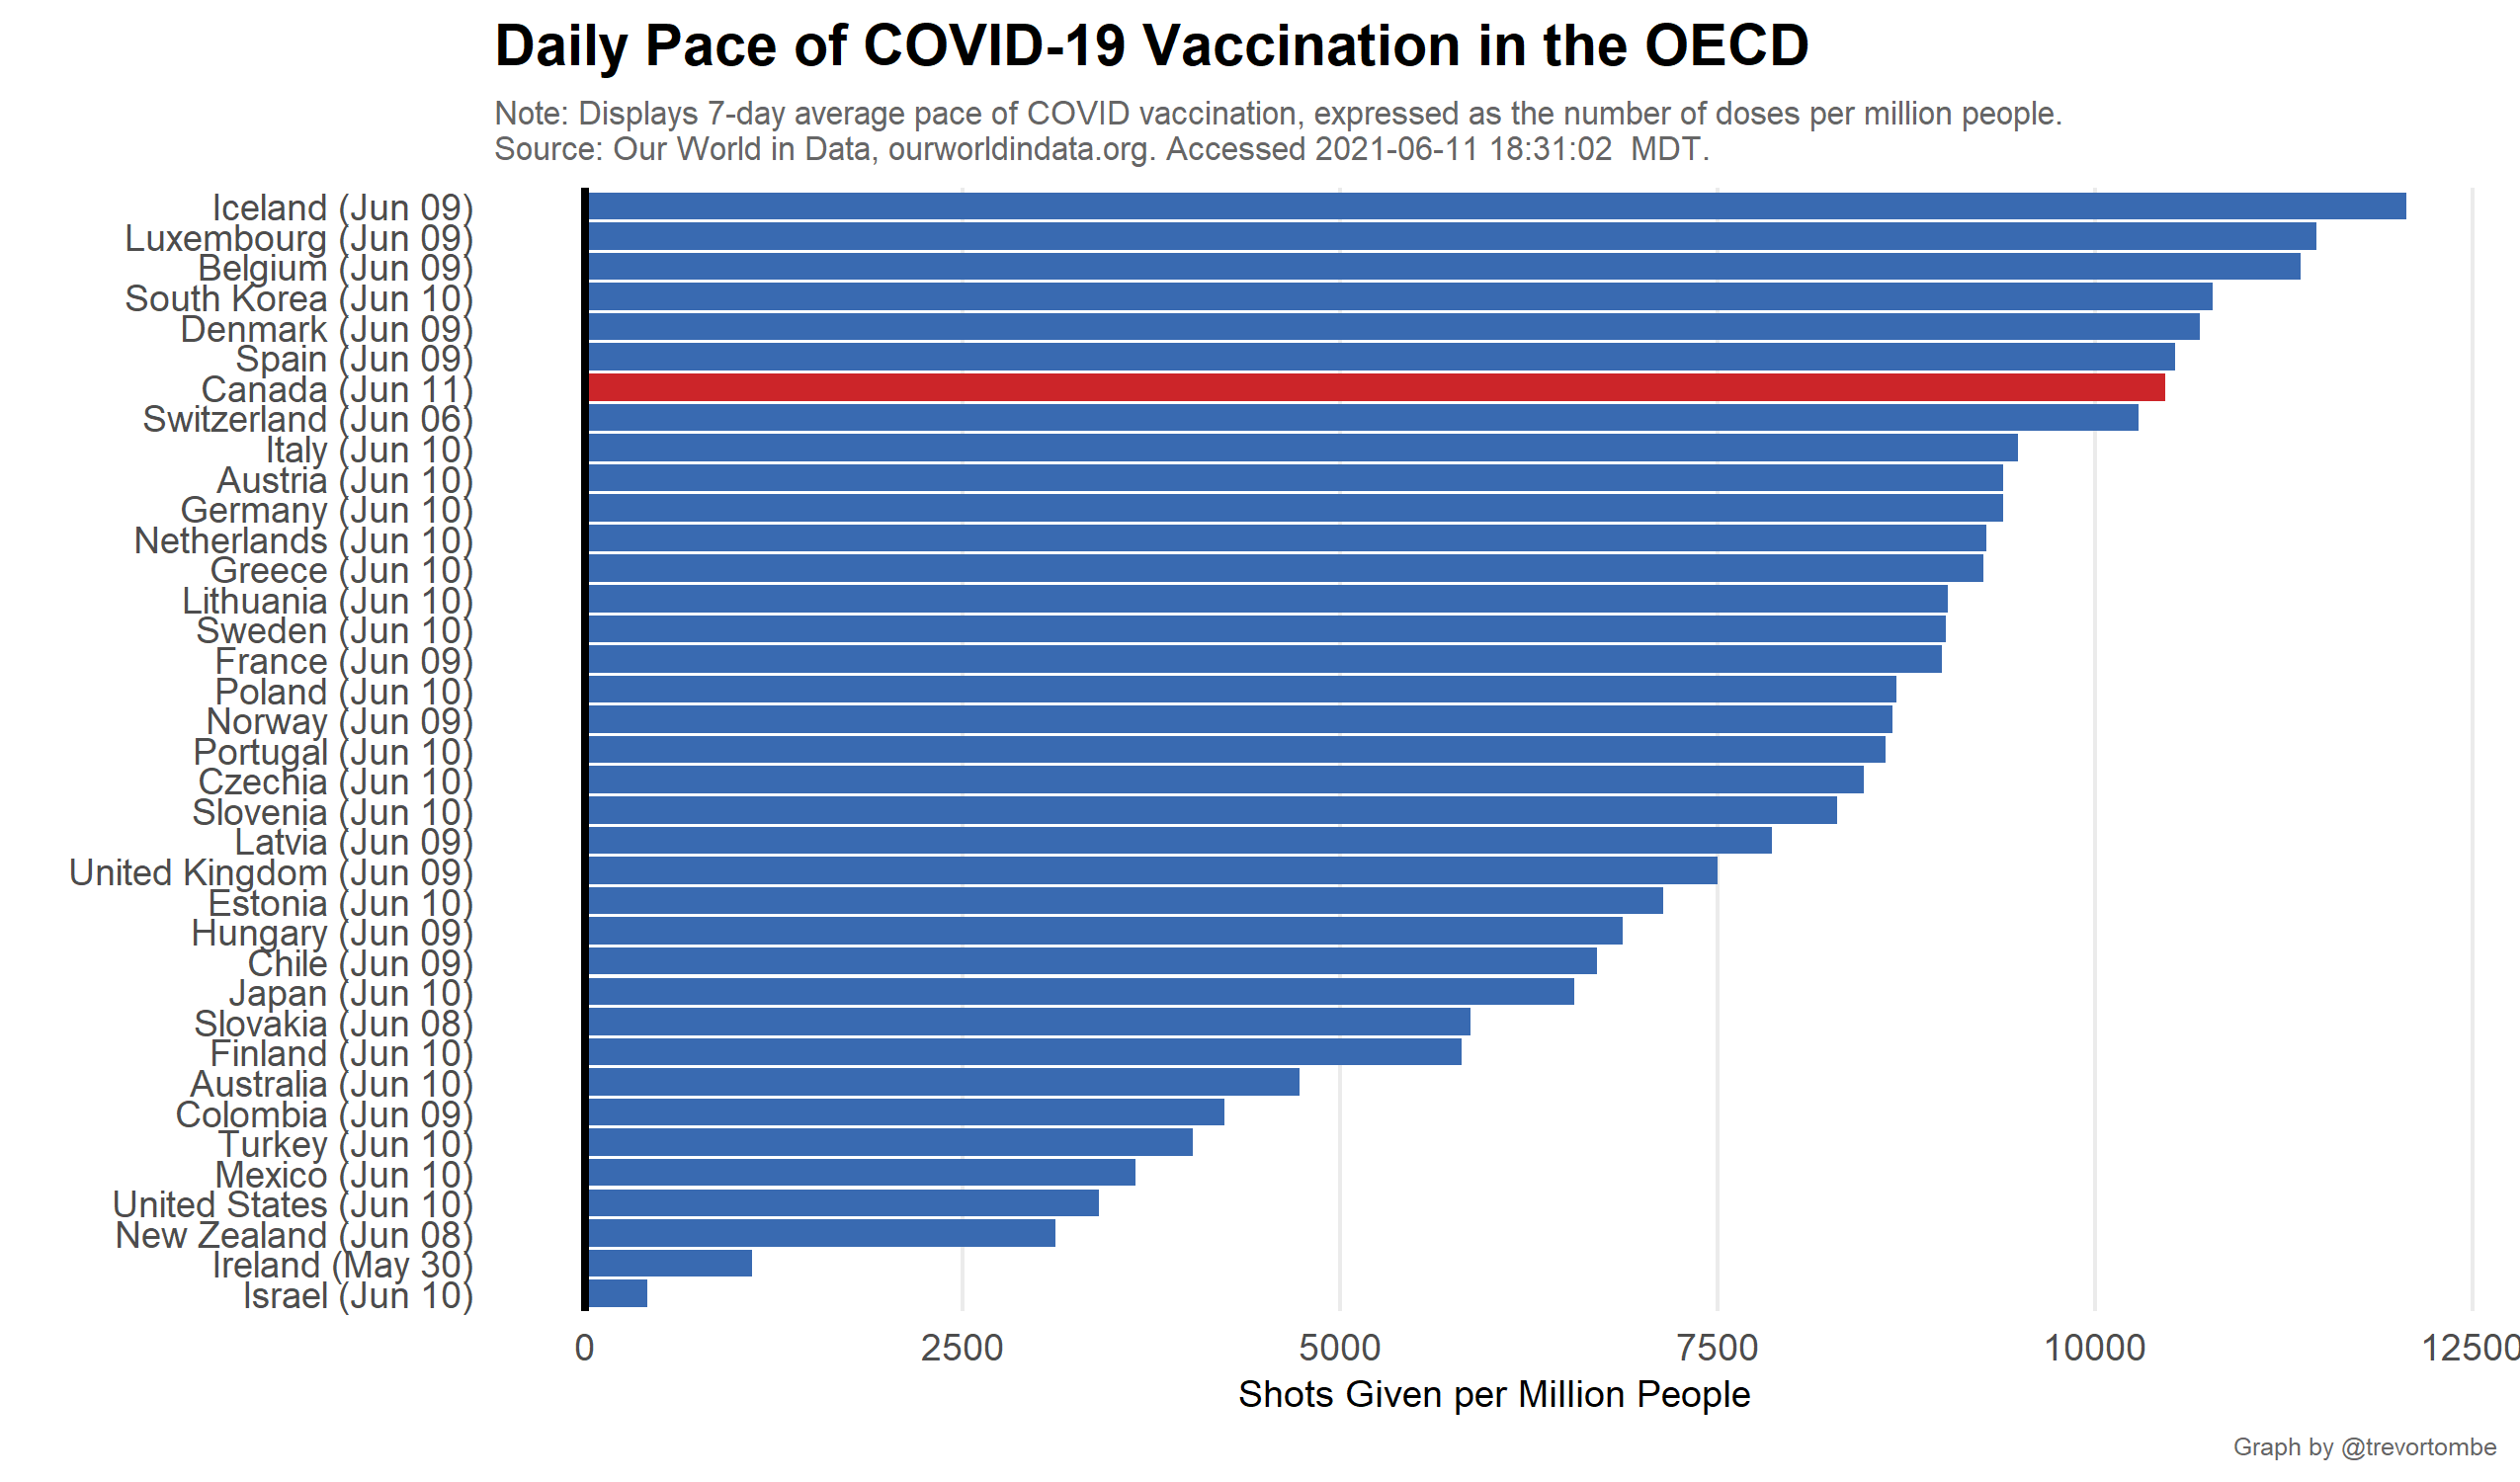 Daily Pace of COVID-19 Vaccination in the OECD
Note: Displays 7-day average pace of COVID vaccination, expressed as the number of doses per million people.
Source: Our World in Data, ourworldindata.org. Accessed 2021-06-11 18:31:02  MDT.
Iceland (Jun 09)
Luxembourg (Jun 09)
Belgium (Jun 09)
South Korea (Jun 10)
Denmark (Jun 09)
Spain (Jun 09)
Canada (Jun 11)
Switzerland (Jun 06)
Italy (Jun 10)
Austria (Jun 10)
Germany (Jun 10)
Netherlands (Jun 10)
Greece (Jun 10)
Lithuania (Jun 10)
Sweden (Jun 10)
France (Jun 09)
Poland (Jun 10)
Norway (Jun 09)
Portugal (Jun 10)
Czechia (Jun 10)
Slovenia (Jun 10)
Latvia (Jun 09)
United Kingdom (Jun 09)
Estonia (Jun 10)
Hungary (Jun 09)
Chile (Jun 09)
Japan (Jun 10)
Slovakia (Jun 08)
Finland (Jun 10)
Australia (Jun 10)
Colombia (Jun 09)
Turkey (Jun 10)
Mexico (Jun 10)
United States (Jun 10)
New Zealand (Jun 08)
Ireland (May 30)
Israel (Jun 10)
0 2500 5000 7500 10000 12500
Shots Given per Million People
Graph by @trevortombe